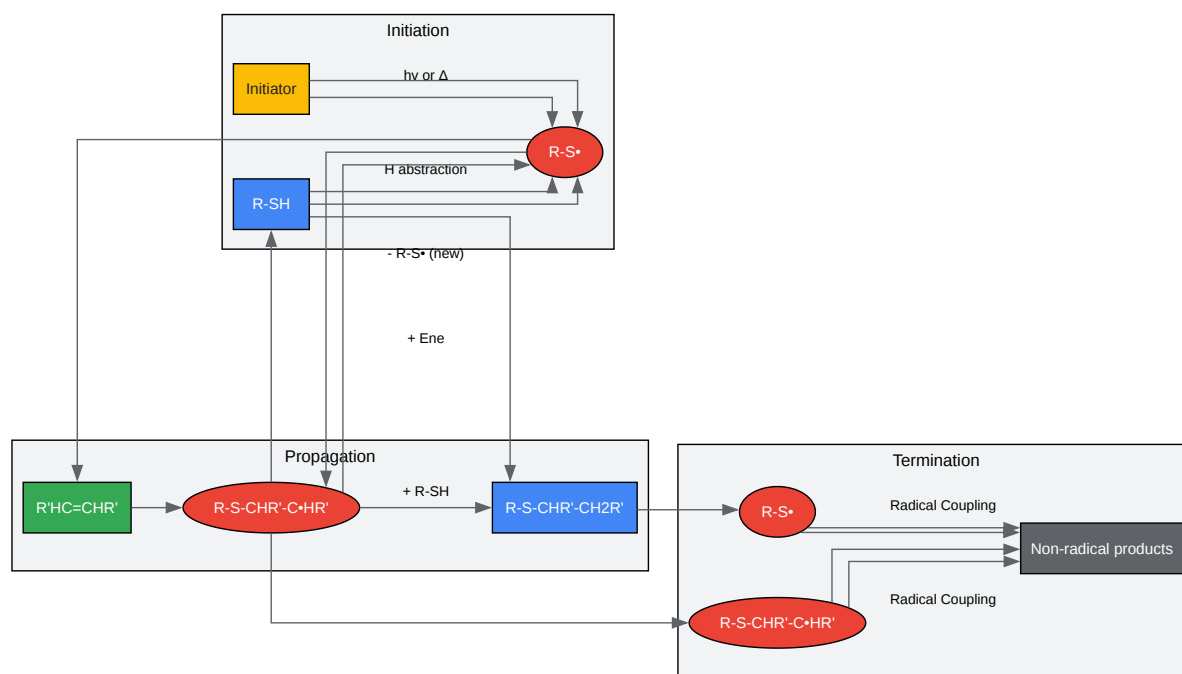 Initiation
hv or Δ
Initiator
R-S•
H abstraction
R-SH
- R-S• (new)
+ Ene
Propagation
+ R-SH
R'HC=CHR'
R-S-CHR'-C•HR'
R-S-CHR'-CH2R'
Termination
Radical Coupling
R-S•
Non-radical products
Radical Coupling
R-S-CHR'-C•HR'